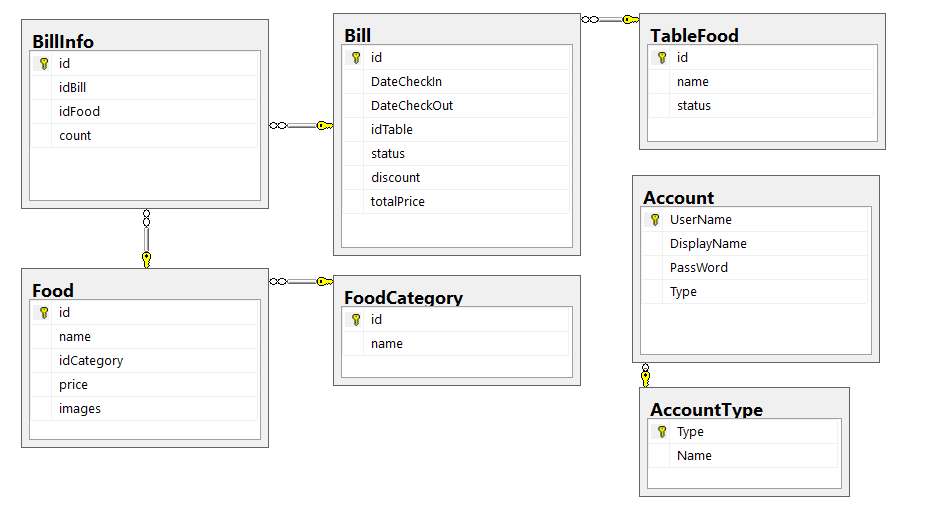 BillInfo
id
idBill
idFood
count
Bill
id
DateCheckIn
DateCheckOut
idTable
status
discount
totalPrice
TableFood
id
name
status
Account
UserName
DisplayName
PassWord
Type
Food
id
name
idCategory
price
images
FoodCategory
id
name
AccountType
Type
Name